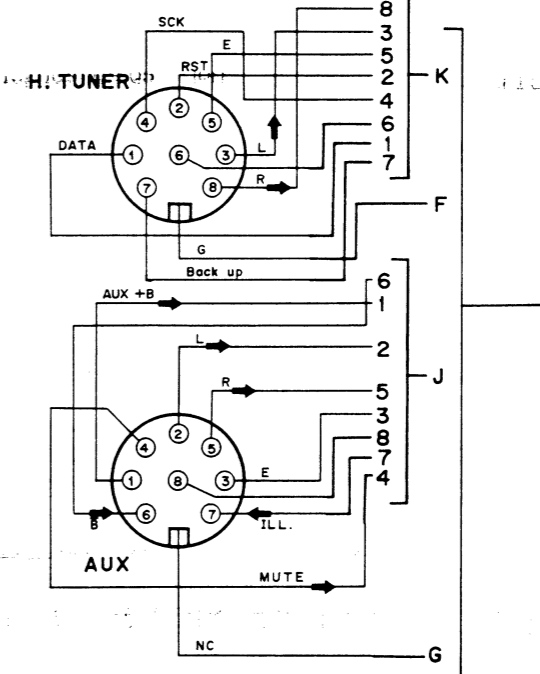 8
SCK
3
E
5
RST
2
K
H. TUNER
4
2
4
5
6
DATA
1
6
3
L
1
7
7
8
R
F
G
Back up
6
AUX +B
1
L
2
J
R
5
3
2
4
5
8
7
1
8
3
E
4
6
7
B
ILL.
AUX
MUTE
NC
G